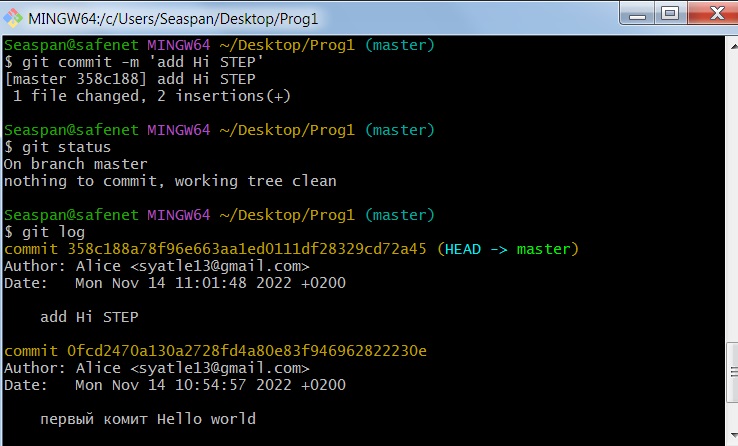 MINGW64:/c/Users/Seaspan/Desktop/Prog1
Seaspan@safenet MINGW64 ~/Desktop/Prog1 (master)
$ git commit -m 'add Hi STEP'
[master 358c188] add Hi STEP
 1 file changed, 2 insertions(+)
Seaspan@safenet MINGW64 ~/Desktop/Prog1 (master)
$ git status
On branch master
nothing to commit, working tree clean
Seaspan@safenet MINGW64 ~/Desktop/Prog1 (master)
$ git log
commit 358c188a78f96e663aa1ed0111df28329cd72a45 (HEAD -> master)
Author: Alice <syatle13@gmail.com>
Date:   Mon Nov 14 11:01:48 2022 +0200
    add Hi STEP
commit 0fcd2470a130a2728fd4a80e83f946962822230e
Author: Alice <syatle13@gmail.com>
Date:   Mon Nov 14 10:54:57 2022 +0200
    первый комит Hello world